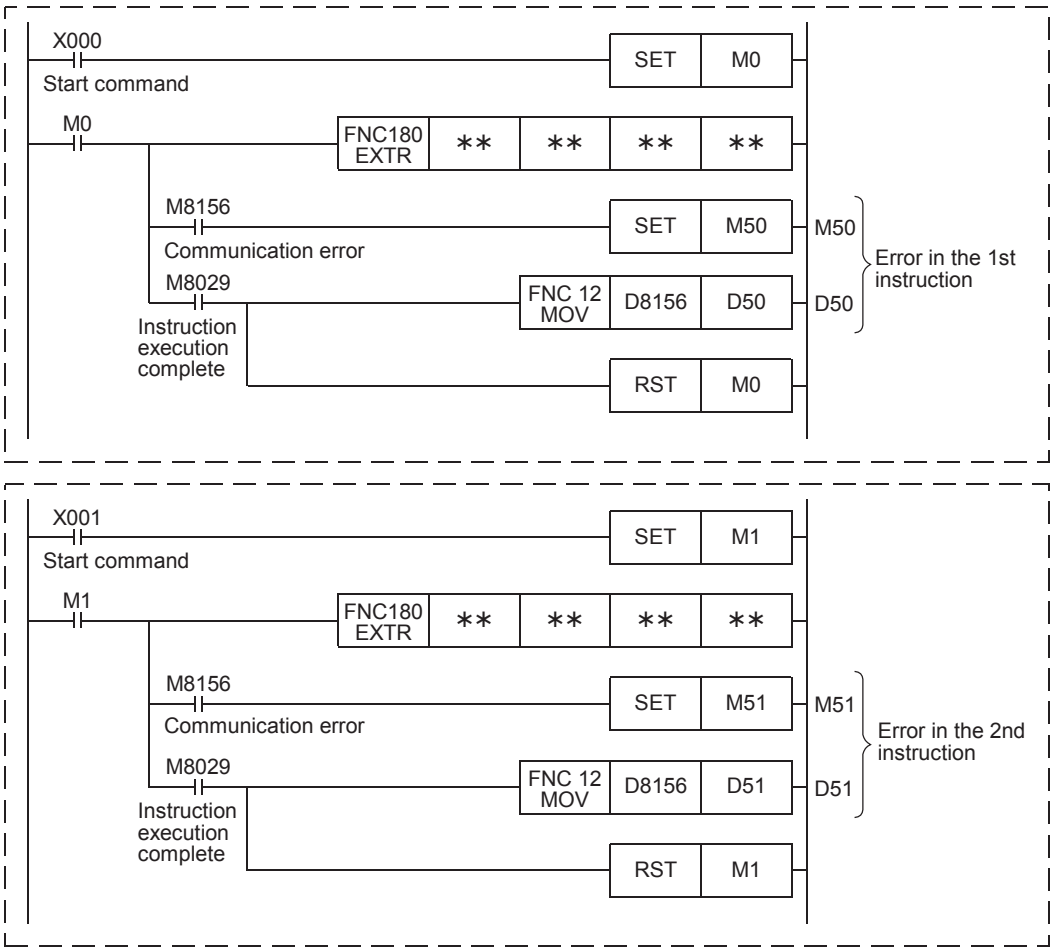 X000
SET M0
Start command
M0
FNC180 EXTR ∗∗ ∗∗ ∗∗ ∗∗
M8156
SET M50 M50
Communication error
Error in the 1st
instruction
M8029
FNC 12 MOV D8156 D50 D50
Instruction
execution
complete
RST M0
X001
SET M1
Start command
M1
FNC180 EXTR ∗∗ ∗∗ ∗∗ ∗∗
M8156
SET M51 M51
Communication error
Error in the 2nd
instruction
M8029
FNC 12 MOV D8156 D51 D51
Instruction
execution
complete
RST M1